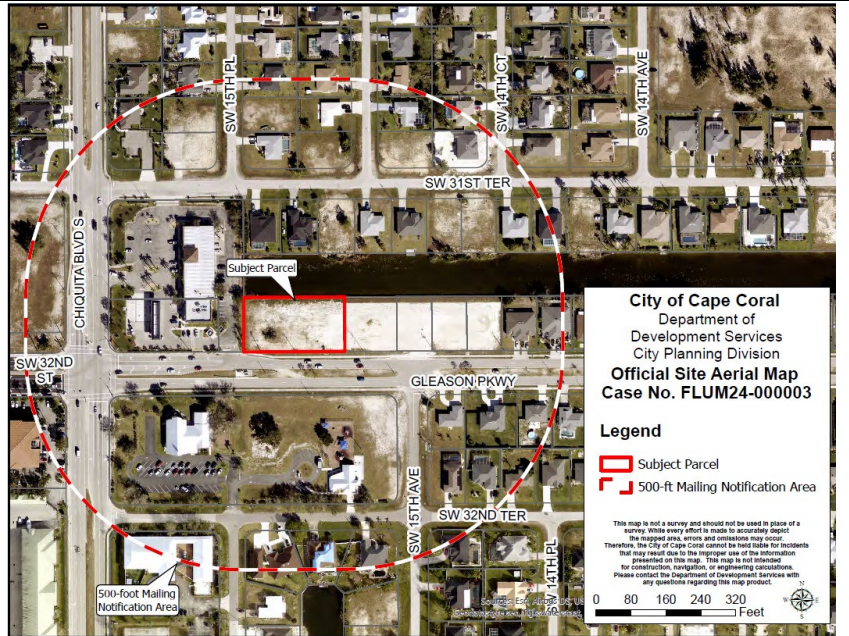 SW 15TH PL
SW 14TH CT
SW 14TH AVE
SW 31ST TER
CHIQUITA BLVD S
Subject Parcel
SW 32ND
ST
GLEASON PKWY
SW 15TH AVE
SW 32ND TER
SW 14TH PL
500-foot Mailing
Notification Area
City of Cape Coral
Department of
Development Services
City Planning Division
Official Site Aerial Map
Case No. FLUM24-000003
Legend
Subject Parcel
500-ft Mailing Notification Area
This map is not a survey and should not be used in place of a
survey. While every effort is made to accurately depict
the mapped area, errors and omissions may occur.
Therefore, the City of Cape Coral cannot be held liable for incidents
that may result due to the improper use of the information
presented on this map. This map is not intended
for construction, navigation, or engineering calculations.
Please contact the Department of Development Services with
any questions regarding this map product.
0 80 160 240 320
Feet
N
W E
S
Sources: Esri,